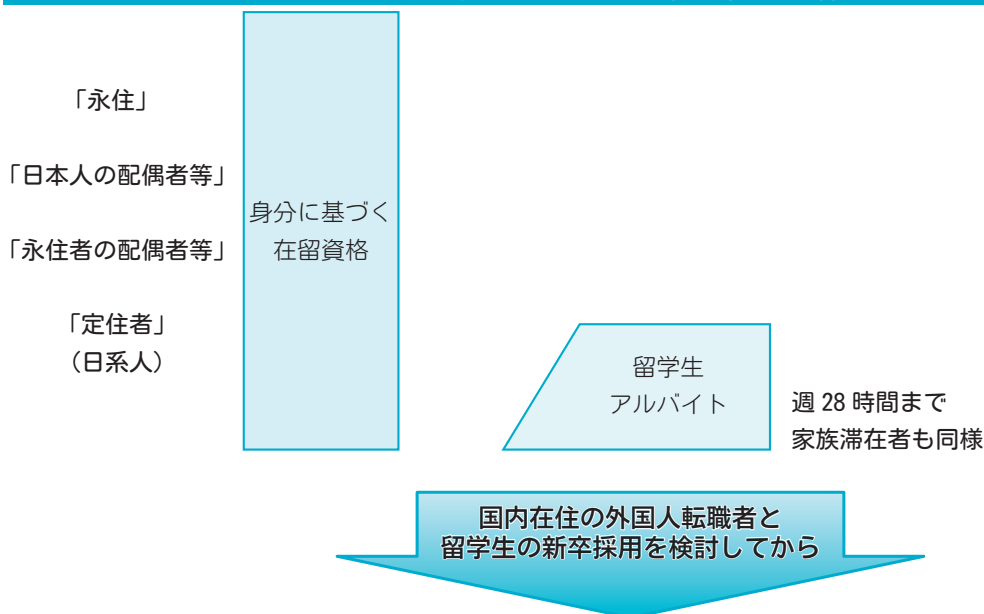 「永住」
「日本人の配偶者等」
「永住者の配偶者等」
「定住者」
（日系人）
身分に基づく
在留資格
留学生
アルバイト
週 28 時間まで
家族滞在者も同様
国内在住の外国人転職者と
留学生の新卒採用を検討してから